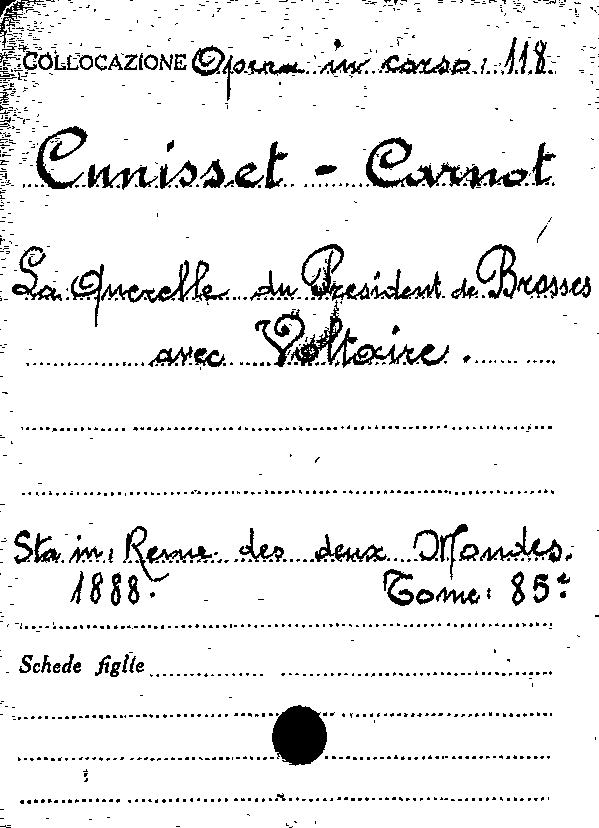 COLLOCAZIONE Opera in corso: 118.
Cunisset - Carnot
La Querelle du President de Brosses
avec Voltaire.
Sta in: Revue des deux Mondes.
1888. Tome: 85:
Schede figlie